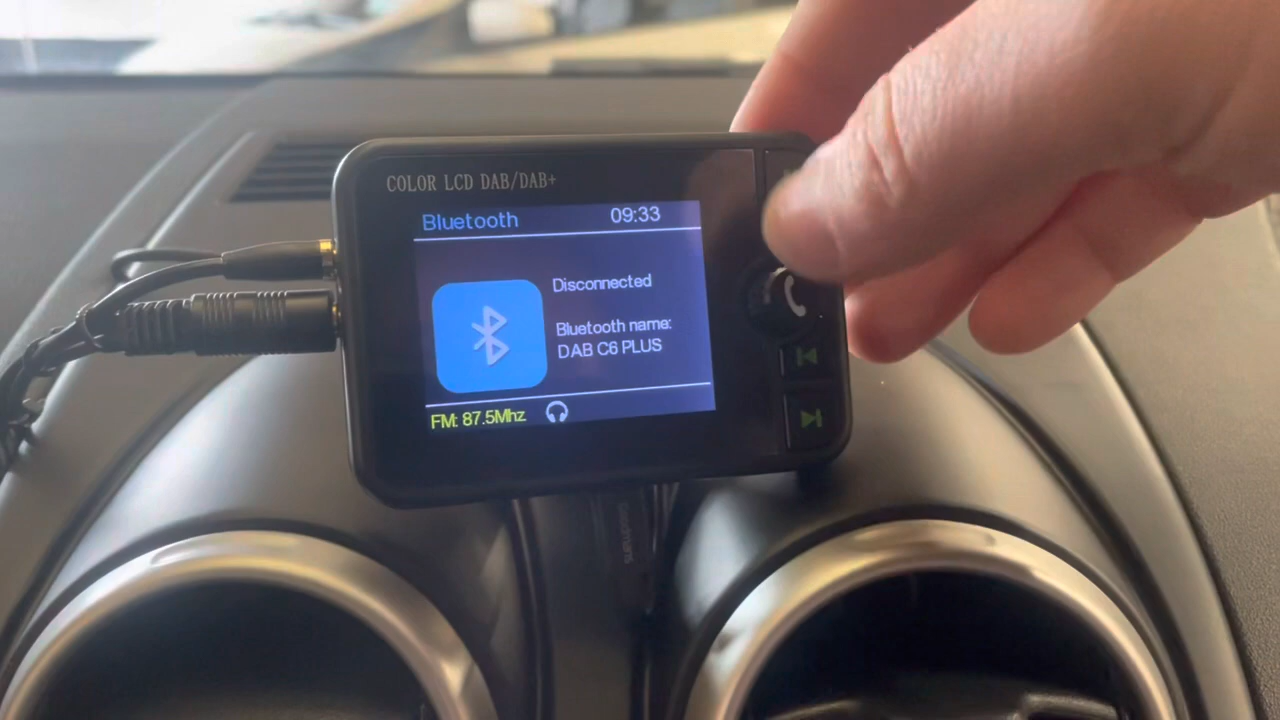 COLOR LCD DAB/DAB+
Bluetooth 09:33
Disconnected
Bluetooth name:
DAB C6 PLUS
FM: 87.5Mhz